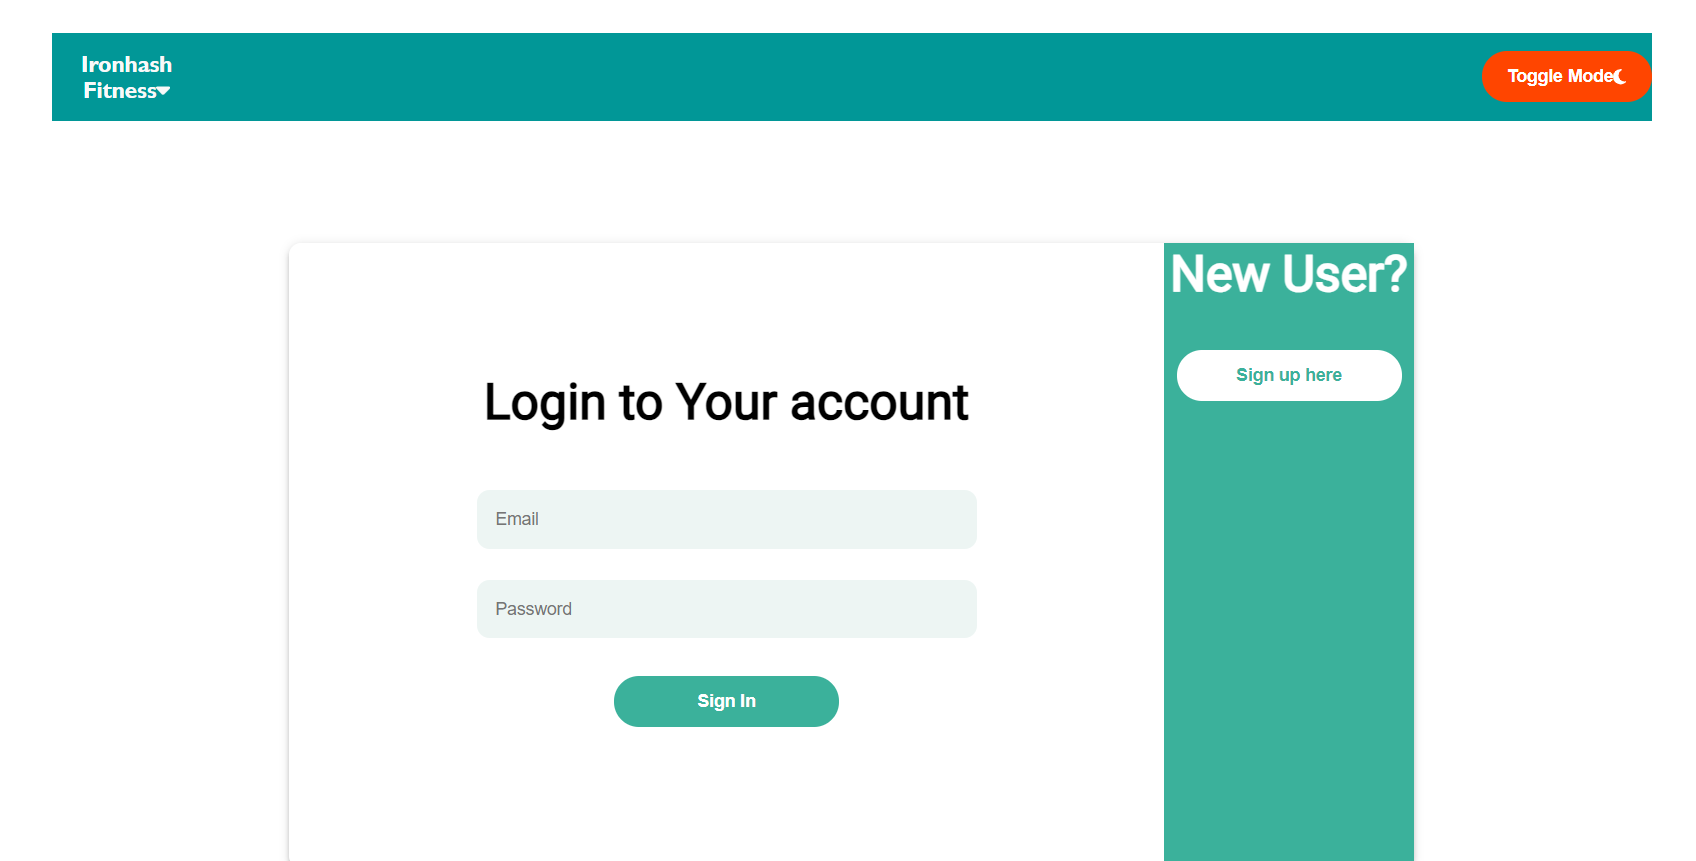 Ironhash
Fitness
Toggle Mode
New User?
Sign up here
Login to Your account
Email
Password
Sign In